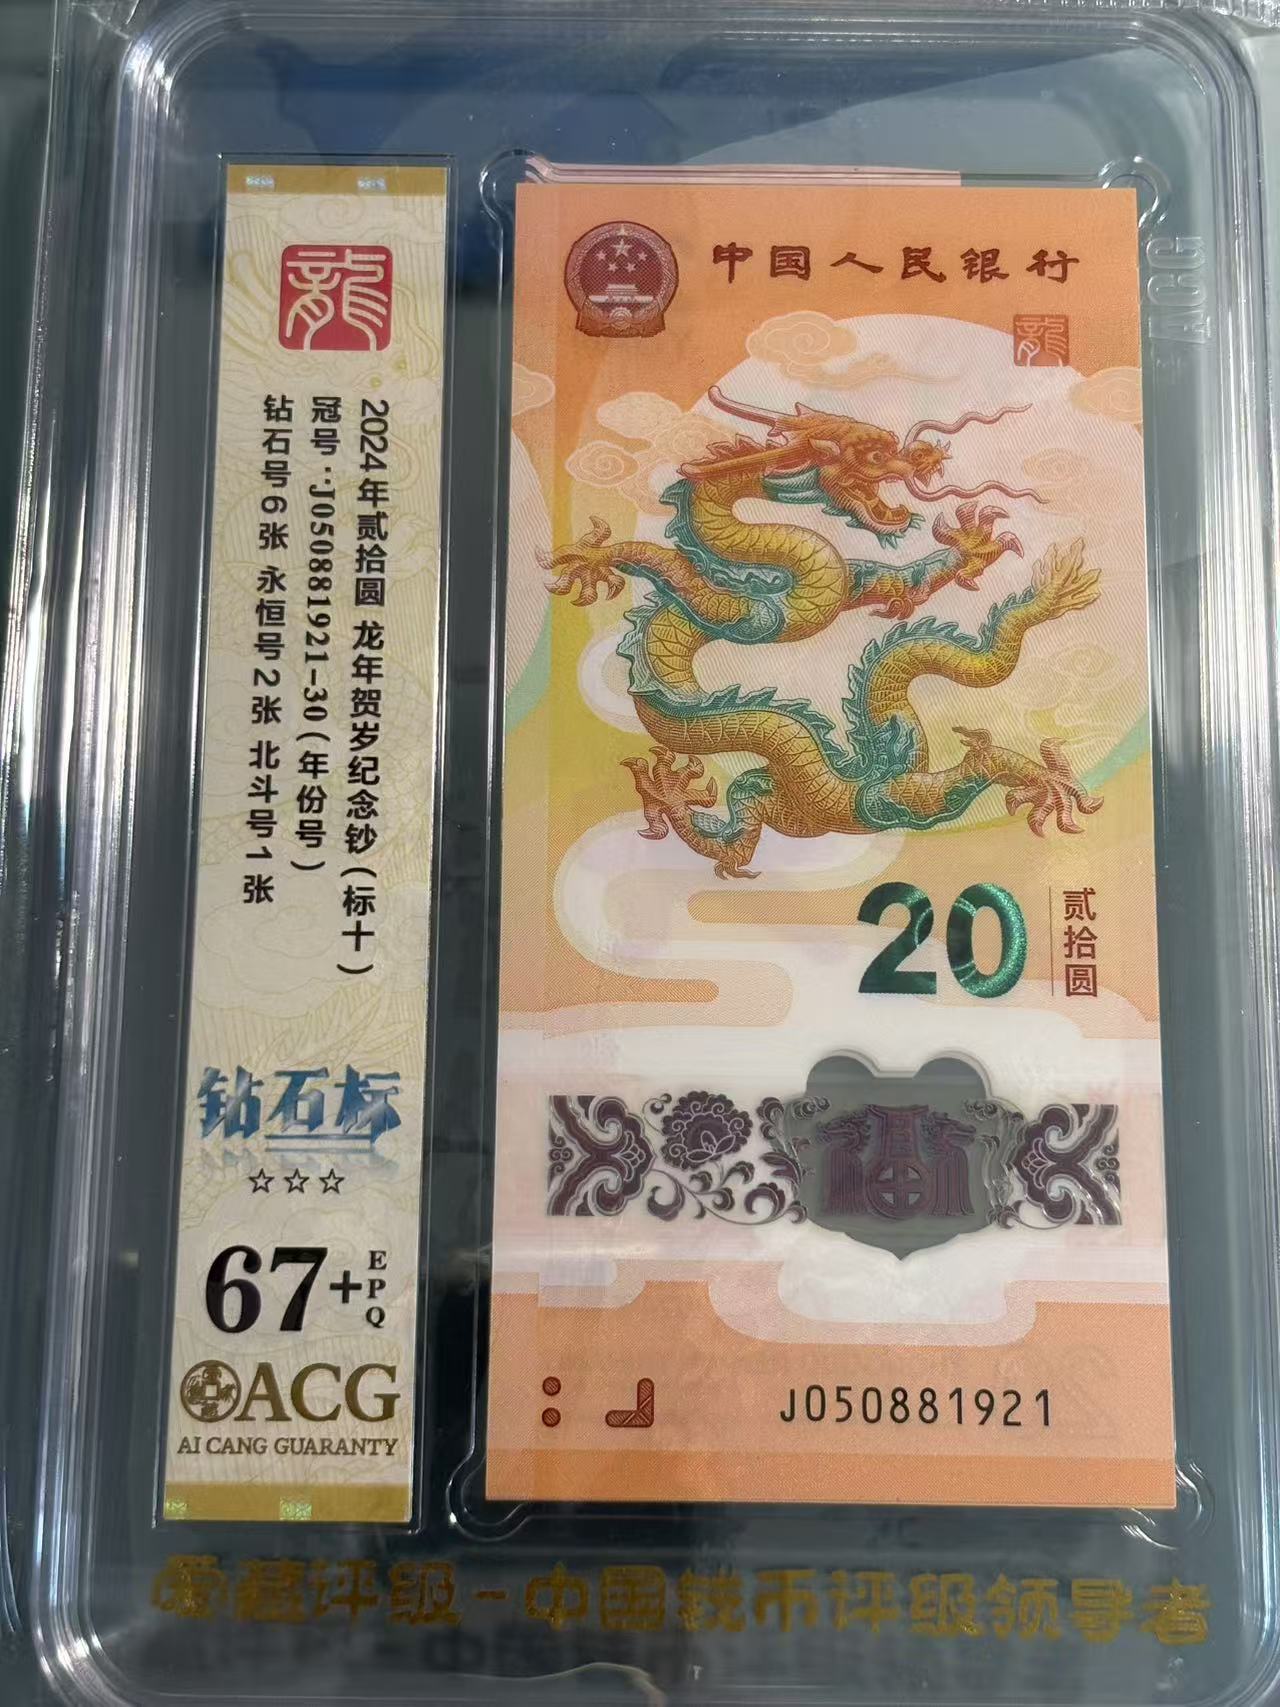 龍
2024年贰拾圆 龙年贺岁纪念钞(标十)
冠号:J050881921-30(年份号)
钻石号6张 永恒号2张 北斗号1张
钻石标
☆☆☆
67+EPQ
ACG
AI CANG GUARANTY
中国人民银行
龍
20
贰拾圆
福
J050881921
ACG
爱藏评级-中国钱币评级领导者